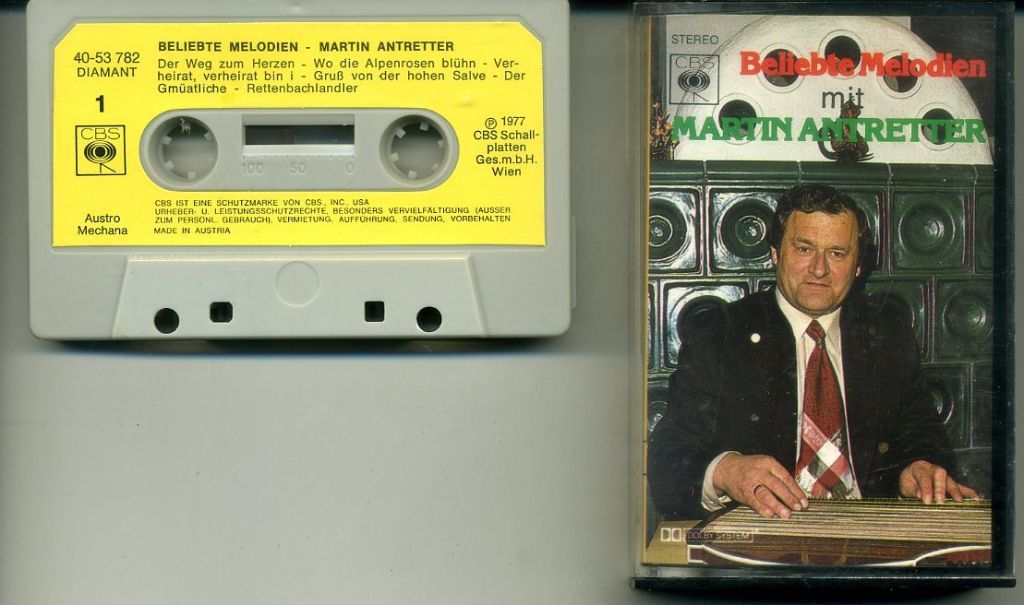 40-53 782
DIAMANT
1
CBS
Austro
Mechana
BELIEBTE MELODIEN - MARTIN ANTRETTER
Der Weg zum Herzen - Wo die Alpenrosen blühn - Ver-
heirat, verheirat bin i - Gruß von der hohen Salve - Der
Gmüatliche - Rettenbachlandler
100 50 0
Ⓟ 1977
CBS Schall-
platten
Ges.m.b.H.
Wien
CBS IST EINE SCHUTZMARKE VON CBS., INC., USA
URHEBER- U. LEISTUNGSSCHUTZRECHTE, BESONDERS VERVIELFÄLTIGUNG (AUSSER
ZUM PERSÖNL. GEBRAUCH), VERMIETUNG, AUFFÜHRUNG, SENDUNG, VORBEHALTEN
MADE IN AUSTRIA
STEREO
CBS
Beliebte Melodien
mit
MARTIN ANTRETTER
DOLBY SYSTEM